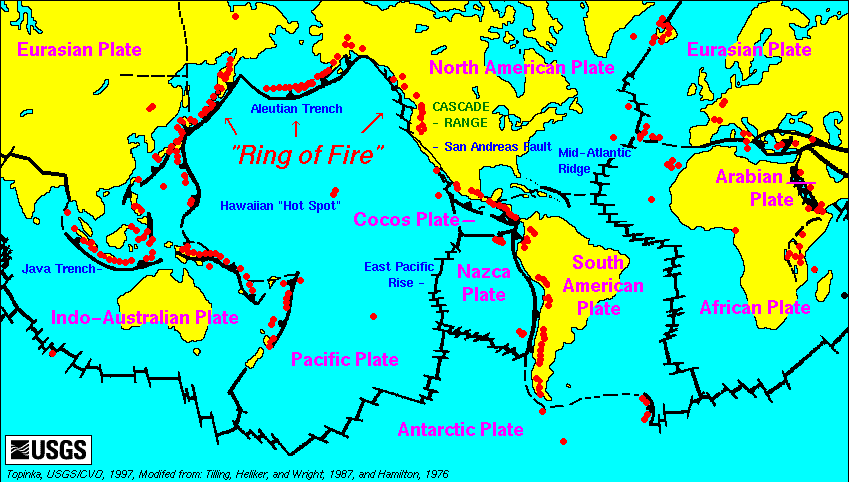 Eurasian Plate
North American Plate
Eurasian Plate
Aleutian Trench
CASCADE
RANGE
"Ring of Fire"
San Andreas Fault
Mid-Atlantic
Ridge
Arabian
Plate
Hawaiian "Hot Spot"
Cocos Plate
Java Trench
East Pacific
Rise
Nazca
Plate
South
American
Plate
Indo-Australian Plate
African Plate
Pacific Plate
Antarctic Plate
USGS
Topinka, USGS/CVO, 1997, Modifed from: Tilling, Heliker, and Wright, 1987, and Hamilton, 1976